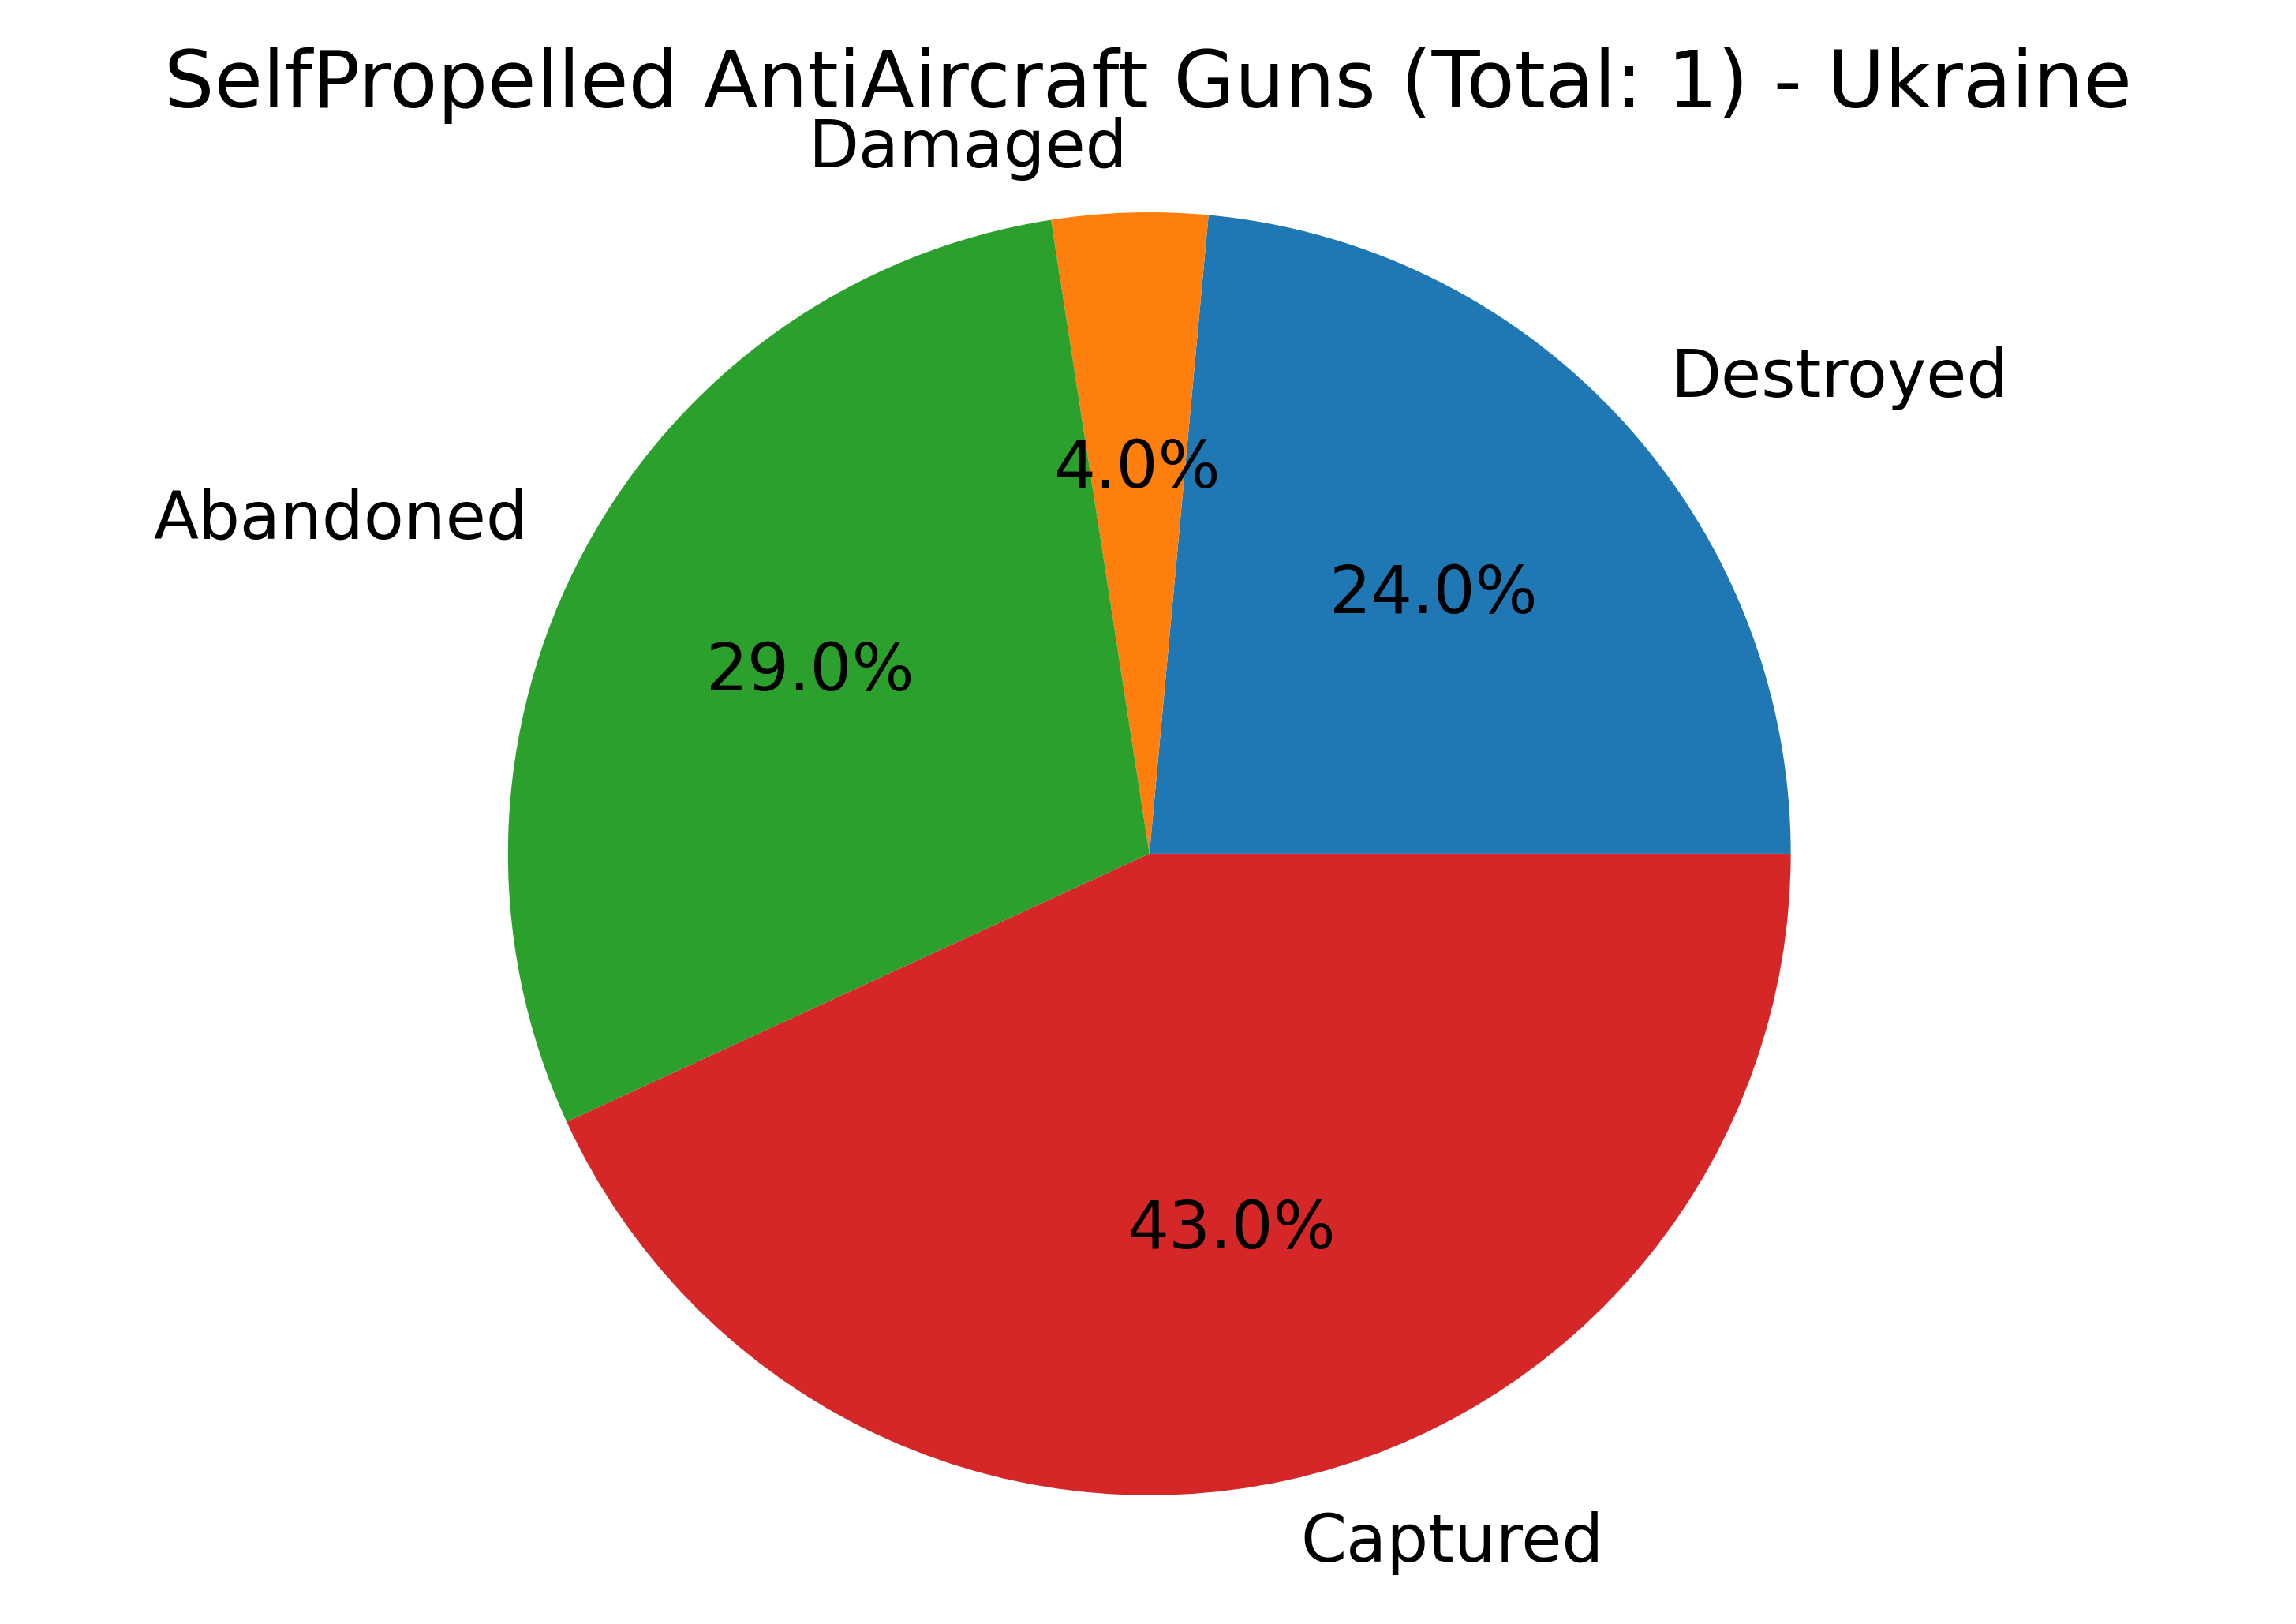 SelfPropelled AntiAircraft Guns (Total: 1) - Ukraine
Damaged
Destroyed
4.0%
Abandoned
24.0%
29.0%
43.0%
Captured